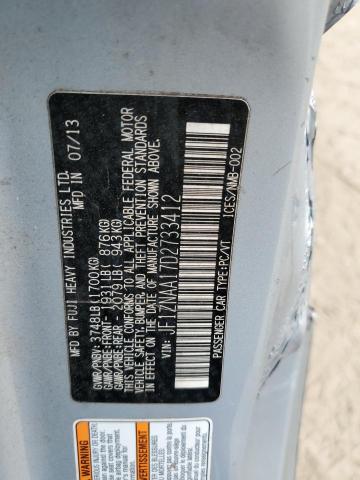 MFD BY FUJI HEAVY INDUSTRIES LTD. IN 07/13
GVWR/PNBV: 3748LB(1700KG)
GAWR/PNBE:FRONT- 1931LB( 876KG)
GAWR/PNBE:REAR - 2079LB( 943KG)
THIS VEHICLE CONFORMS TO ALL APPLICABLE FEDERAL MOTOR
VEHICLE SAFETY,BUMPER,AND THEFT PREVENTION STANDARDS
IN EFFECT ON THE DATE OF MANUFACTURE SHOWN ABOVE.
VIN: JF1ZNAA17D2733412
PASSENGER CAR TYPE:PC/VT ICES/NMB-002
AVERTISSEMENT